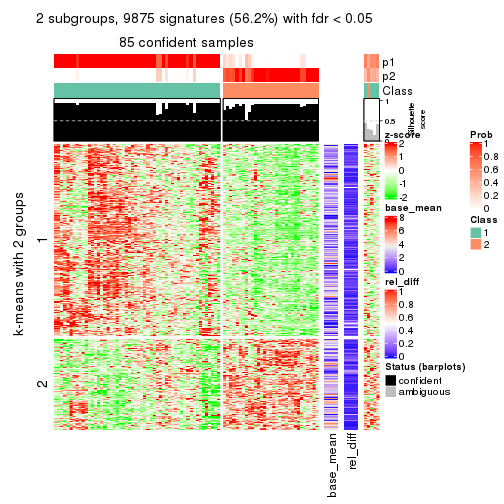 2 subgroups, 9875 signatures (56.2%) with fdr < 0.05
85 confident samples
p1
p2
Class
1
0.5
Silhouette
score
k-means with 2 groups
1
2
base_mean
rel_diff
z-score
2
1
0
-1
-2
base_mean
8
6
4
2
0
rel_diff
1
0.8
0.6
0.4
0.2
0
Status (barplots)
confident
ambiguous
Prob
1
0.8
0.6
0.4
0.2
0
Class
1
2